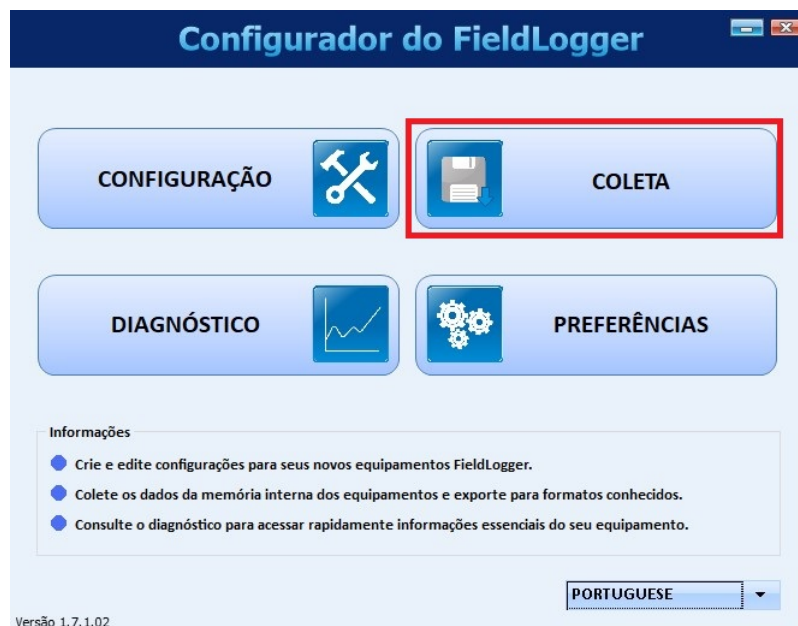 Configurador do FieldLogger
CONFIGURAÇÃO
COLETA
DIAGNÓSTICO
PREFERÊNCIAS
Informações
Crie e edite configurações para seus novos equipamentos FieldLogger.
Colete os dados da memória interna dos equipamentos e exporte para formatos conhecidos.
Consulte o diagnóstico para acessar rapidamente informações essenciais do seu equipamento.
PORTUGUESE
Versão 1.7.1.02